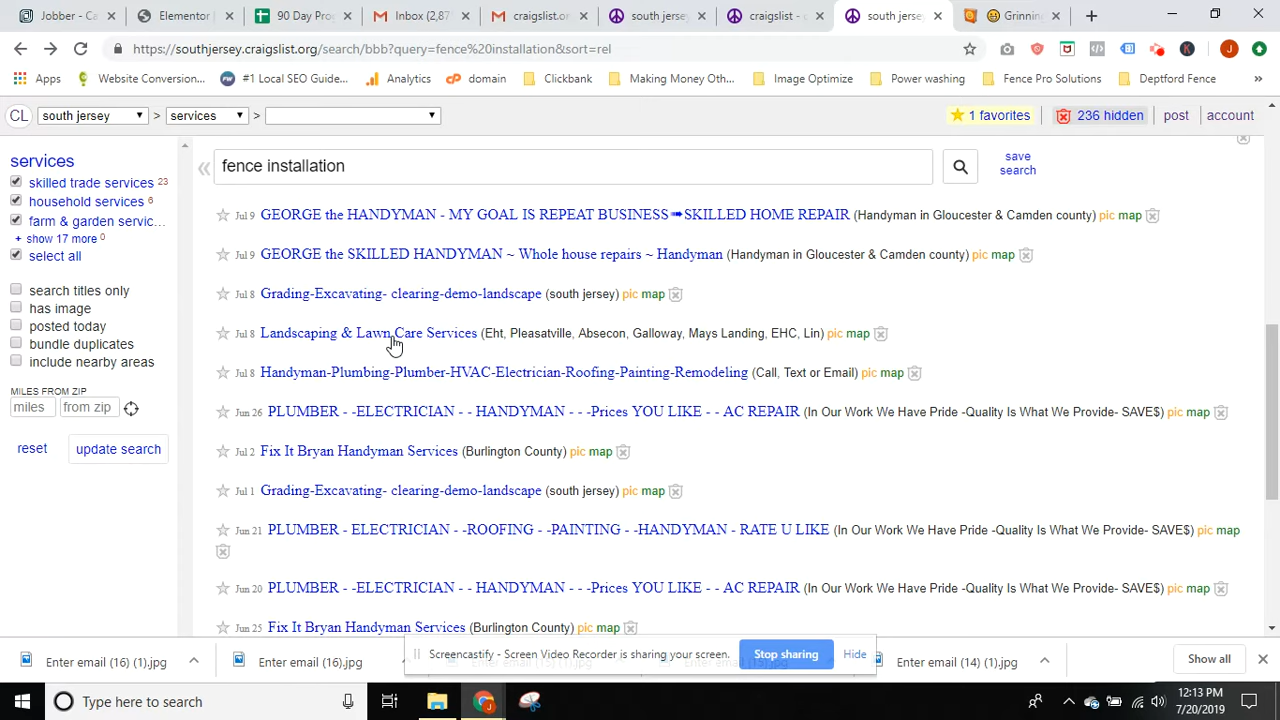 Jobber - Ca
Elementor
90 Day Pro
Inbox (2,87
craigslist.o
south jersey
craigslist - c
south jerse
Grinning
https://southjersey.craigslist.org/search/bbb?query=fence%20installation&sort=rel
Apps
Website Conversion...
#1 Local SEO Guide...
Analytics
domain
Clickbank
Making Money Oth...
Image Optimize
Power washing
Fence Pro Solutions
Deptford Fence
CL
south jersey
>
services
>
1 favorites
236 hidden
post
account
services
skilled trade services 23
household services 6
farm & garden servic...
+ show 17 more 0
select all
search titles only
has image
posted today
bundle duplicates
include nearby areas
MILES FROM ZIP
miles
from zip
reset
update search
fence installation
save
search
Jul 9 GEORGE the HANDYMAN - MY GOAL IS REPEAT BUSINESS➠SKILLED HOME REPAIR (Handyman in Gloucester & Camden county) pic map
Jul 9 GEORGE the SKILLED HANDYMAN ~ Whole house repairs ~ Handyman (Handyman in Gloucester & Camden county) pic map
Jul 8 Grading-Excavating- clearing-demo-landscape (south jersey) pic map
Jul 8 Landscaping & Lawn Care Services (Eht, Pleasatville, Absecon, Galloway, Mays Landing, EHC, Lin) pic map
Jul 8 Handyman-Plumbing-Plumber-HVAC-Electrician-Roofing-Painting-Remodeling (Call, Text or Email) pic map
Jun 26 PLUMBER - -ELECTRICIAN - - HANDYMAN - - -Prices YOU LIKE - - AC REPAIR (In Our Work We Have Pride -Quality Is What We Provide- SAVE$) pic map
Jul 2 Fix It Bryan Handyman Services (Burlington County) pic map
Jul 1 Grading-Excavating- clearing-demo-landscape (south jersey) pic map
Jun 21 PLUMBER - ELECTRICIAN - -ROOFING - -PAINTING - -HANDYMAN - RATE U LIKE (In Our Work We Have Pride -Quality Is What We Provide- SAVE$) pic map
Jun 20 PLUMBER - -ELECTRICIAN - - HANDYMAN - - -Prices YOU LIKE - - AC REPAIR (In Our Work We Have Pride -Quality Is What We Provide- SAVE$) pic map
Jun 25 Fix It Bryan Handyman Services (Burlington County) pic map
Screencastify - Screen Video Recorder is sharing your screen.
Stop sharing
Hide
Enter email (16) (1).jpg
Enter email (16).jpg
Enter email (14) (1).jpg
Show all
Type here to search
12:13 PM
7/20/2019